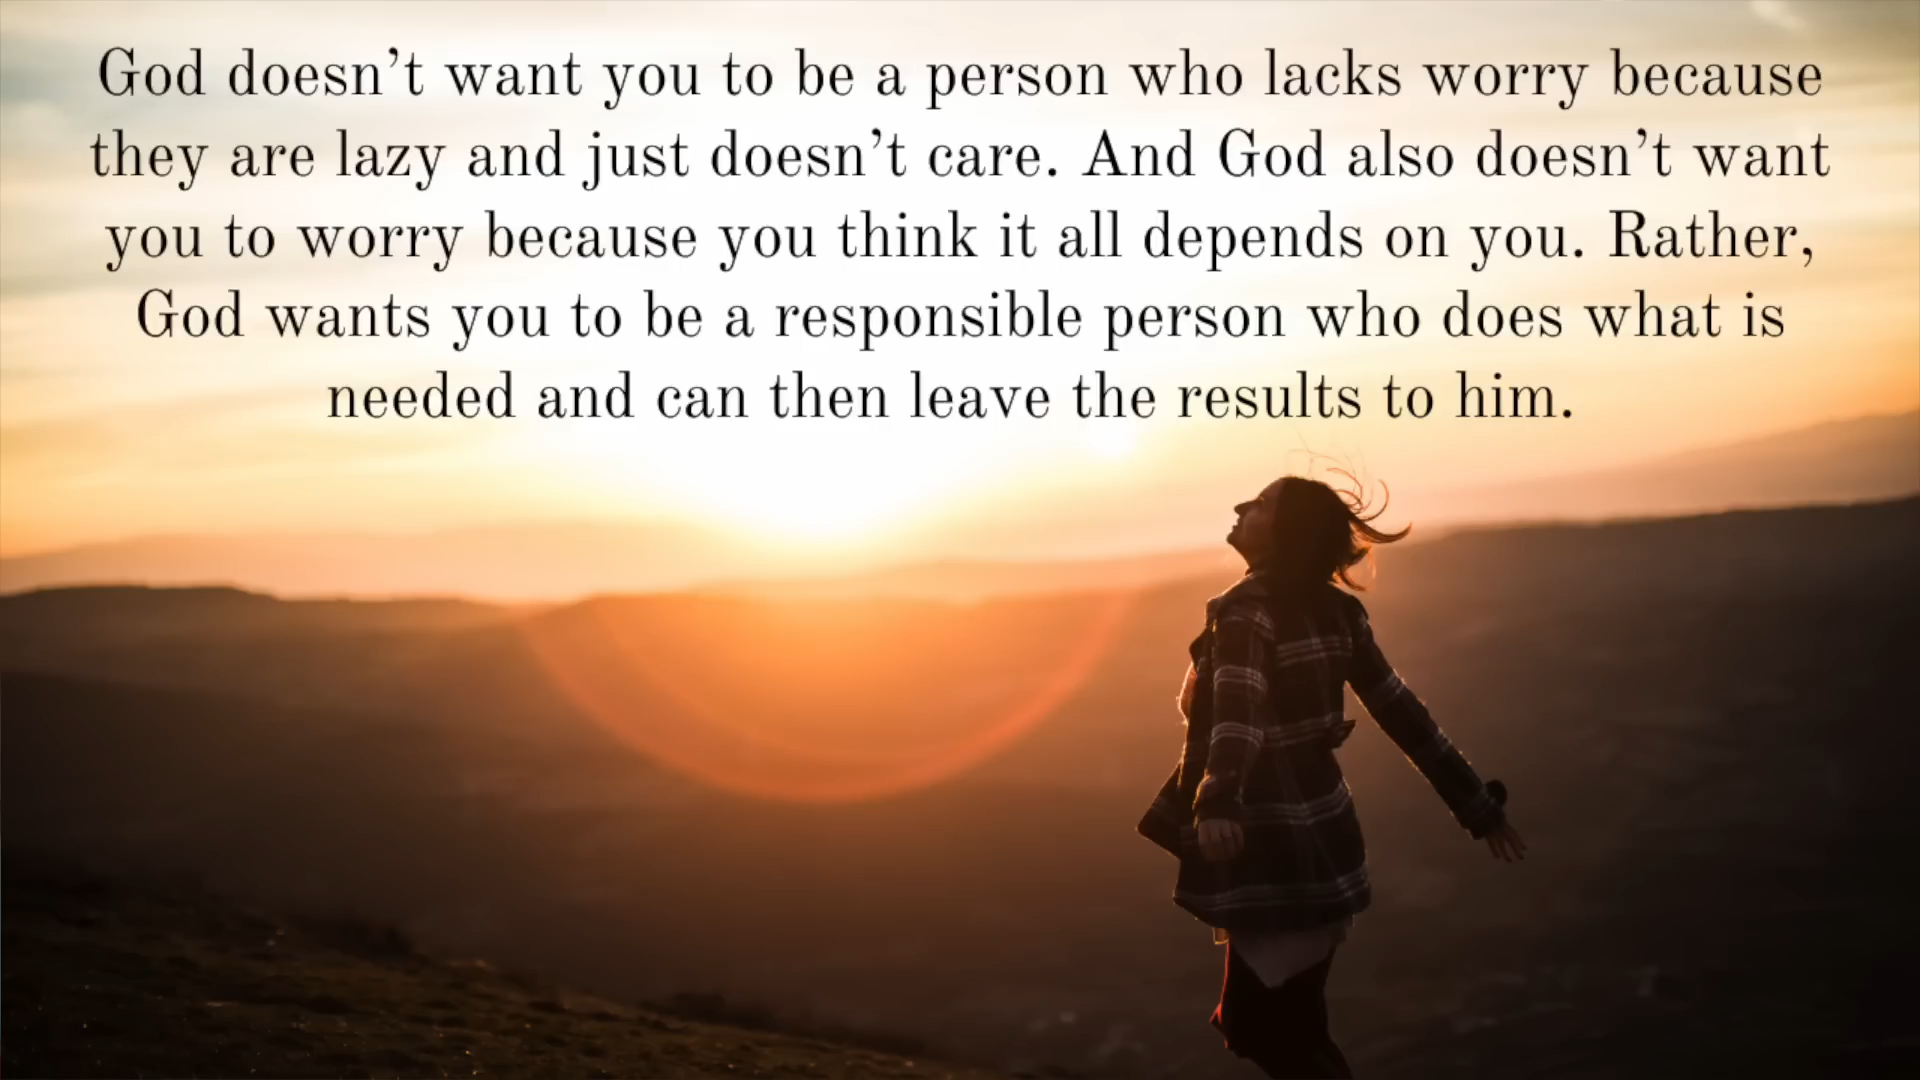 God doesn’t want you to be a person who lacks worry because
they are lazy and just doesn’t care. And God also doesn’t want
you to worry because you think it all depends on you. Rather,
God wants you to be a responsible person who does what is
needed and can then leave the results to him.